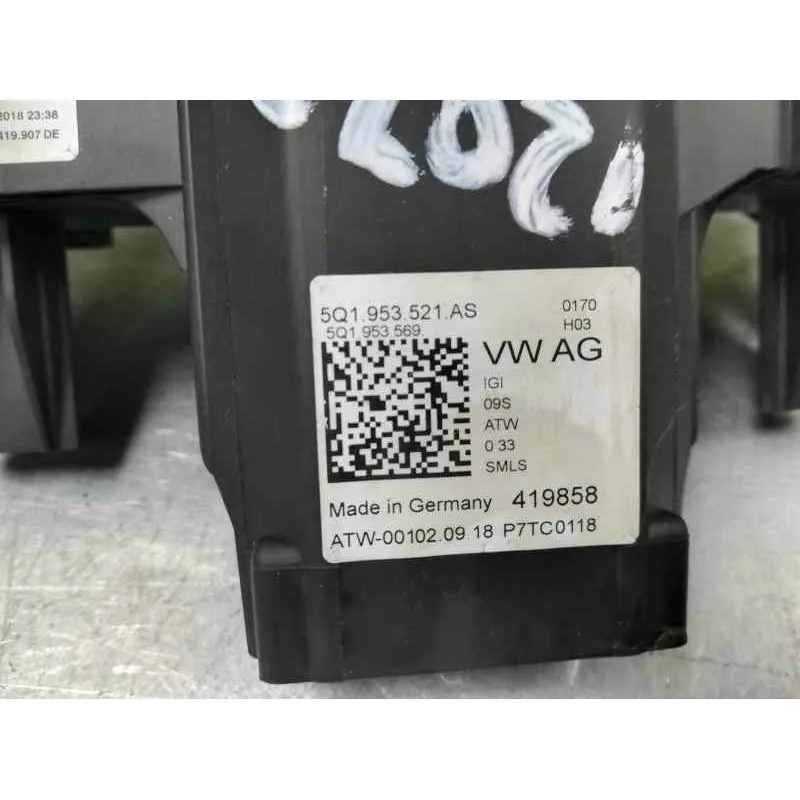 2018 23:38
419.907 DE
5Q1.953.521.AS
5Q1.953.569
0170
H03
VW AG
IGI
09S
ATW
0 33
SMLS
Made in Germany 419858
ATW-00102.09.18 P7TC0118